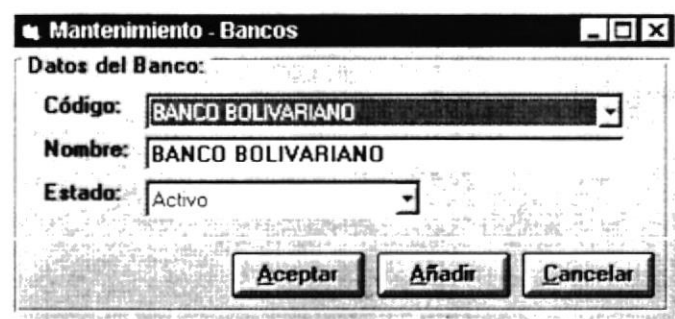 Mantenimiento - Bancos
Datos del Banco:
Código: BANCO BOLIVARIANO
Nombre: BANCO BOLIVARIANO
Estado: Activo
Aceptar Añadir Cancelar